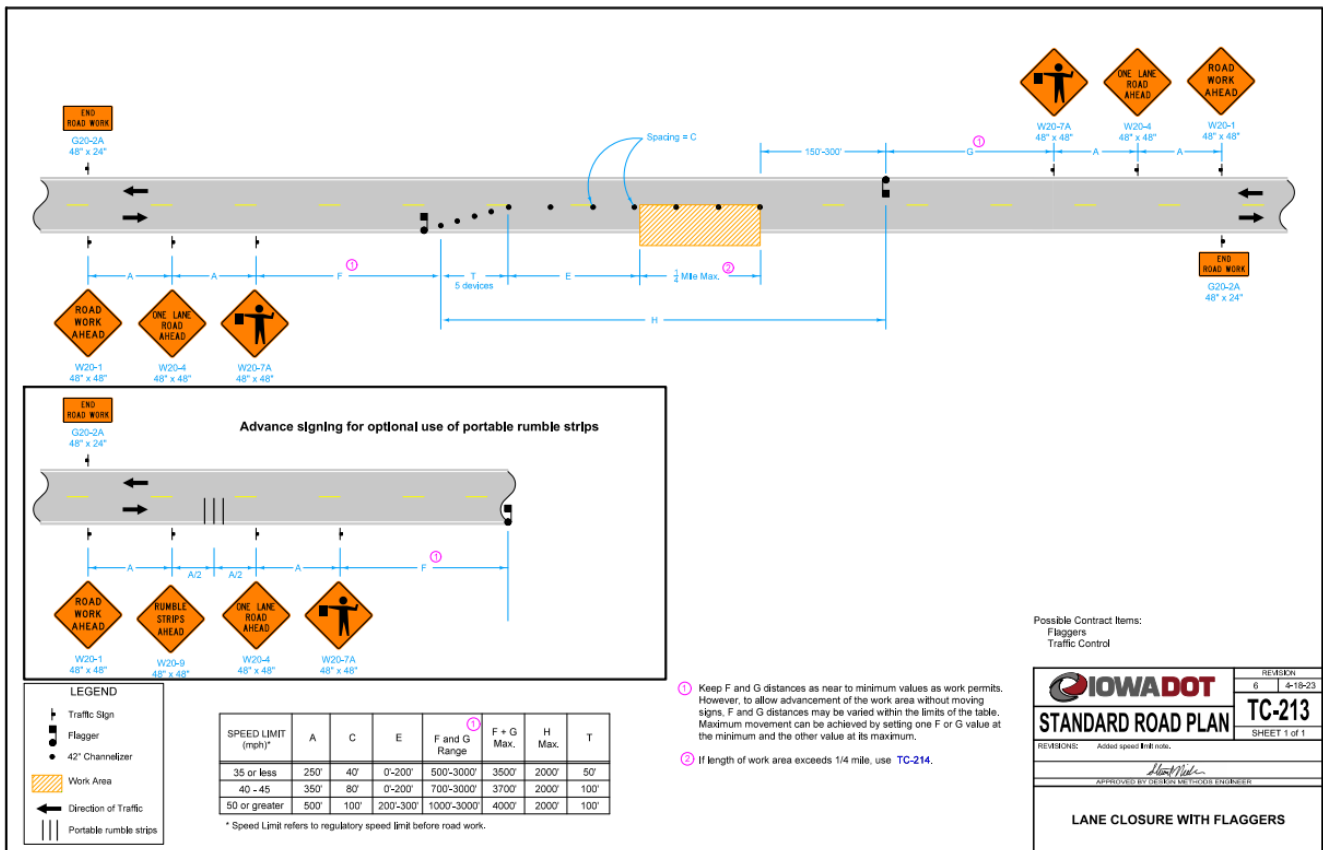 END
ROAD WORK
G20-2A
48" x 24"
ROAD
WORK
AHEAD
ONE LANE
ROAD
AHEAD
W20-7A
48" x 48"
W20-4
48" x 48"
W20-1
48" x 48"
Spacing = C
150'-300'
1
G
A
A
A
A
F
1
T
5 devices
E
1/4 Mile Max.
2
H
END
ROAD WORK
G20-2A
48" x 24"
ROAD
WORK
AHEAD
ONE LANE
ROAD
AHEAD
W20-1
48" x 48"
W20-4
48" x 48"
W20-7A
48" x 48"
END
ROAD WORK
G20-2A
48" x 24"
Advance signing for optional use of portable rumble strips
A
A/2
A/2
A
F
1
ROAD
WORK
AHEAD
RUMBLE
STRIPS
AHEAD
ONE LANE
ROAD
AHEAD
W20-1
48" x 48"
W20-9
48" x 48"
W20-4
48" x 48"
W20-7A
48" x 48"
LEGEND
Traffic Sign
Flagger
42" Channelizer
Work Area
Direction of Traffic
Portable rumble strips
SPEED LIMIT (mph)* A C E F and G Range 1 F + G Max. H Max. T
35 or less 250' 40' 0'-200' 500'-3000' 3500' 2000' 50'
40 - 45 350' 80' 0'-200' 700'-3000' 3700' 2000' 100'
50 or greater 500' 100' 200'-300' 1000'-3000' 4000' 2000' 100'
* Speed Limit refers to regulatory speed limit before road work.
1 Keep F and G distances as near to minimum values as work permits.
However, to allow advancement of the work area without moving
signs, F and G distances may be varied within the limits of the table.
Maximum movement can be achieved by setting one F or G value at
the minimum and the other value at its maximum.
2 If length of work area exceeds 1/4 mile, use TC-214.
Possible Contract Items:
Flaggers
Traffic Control
IOWADOT
REVISION
6 4-18-23
STANDARD ROAD PLAN
TC-213
SHEET 1 of 1
REVISIONS: Added speed limit note.
APPROVED BY DESIGN METHODS ENGINEER
LANE CLOSURE WITH FLAGGERS